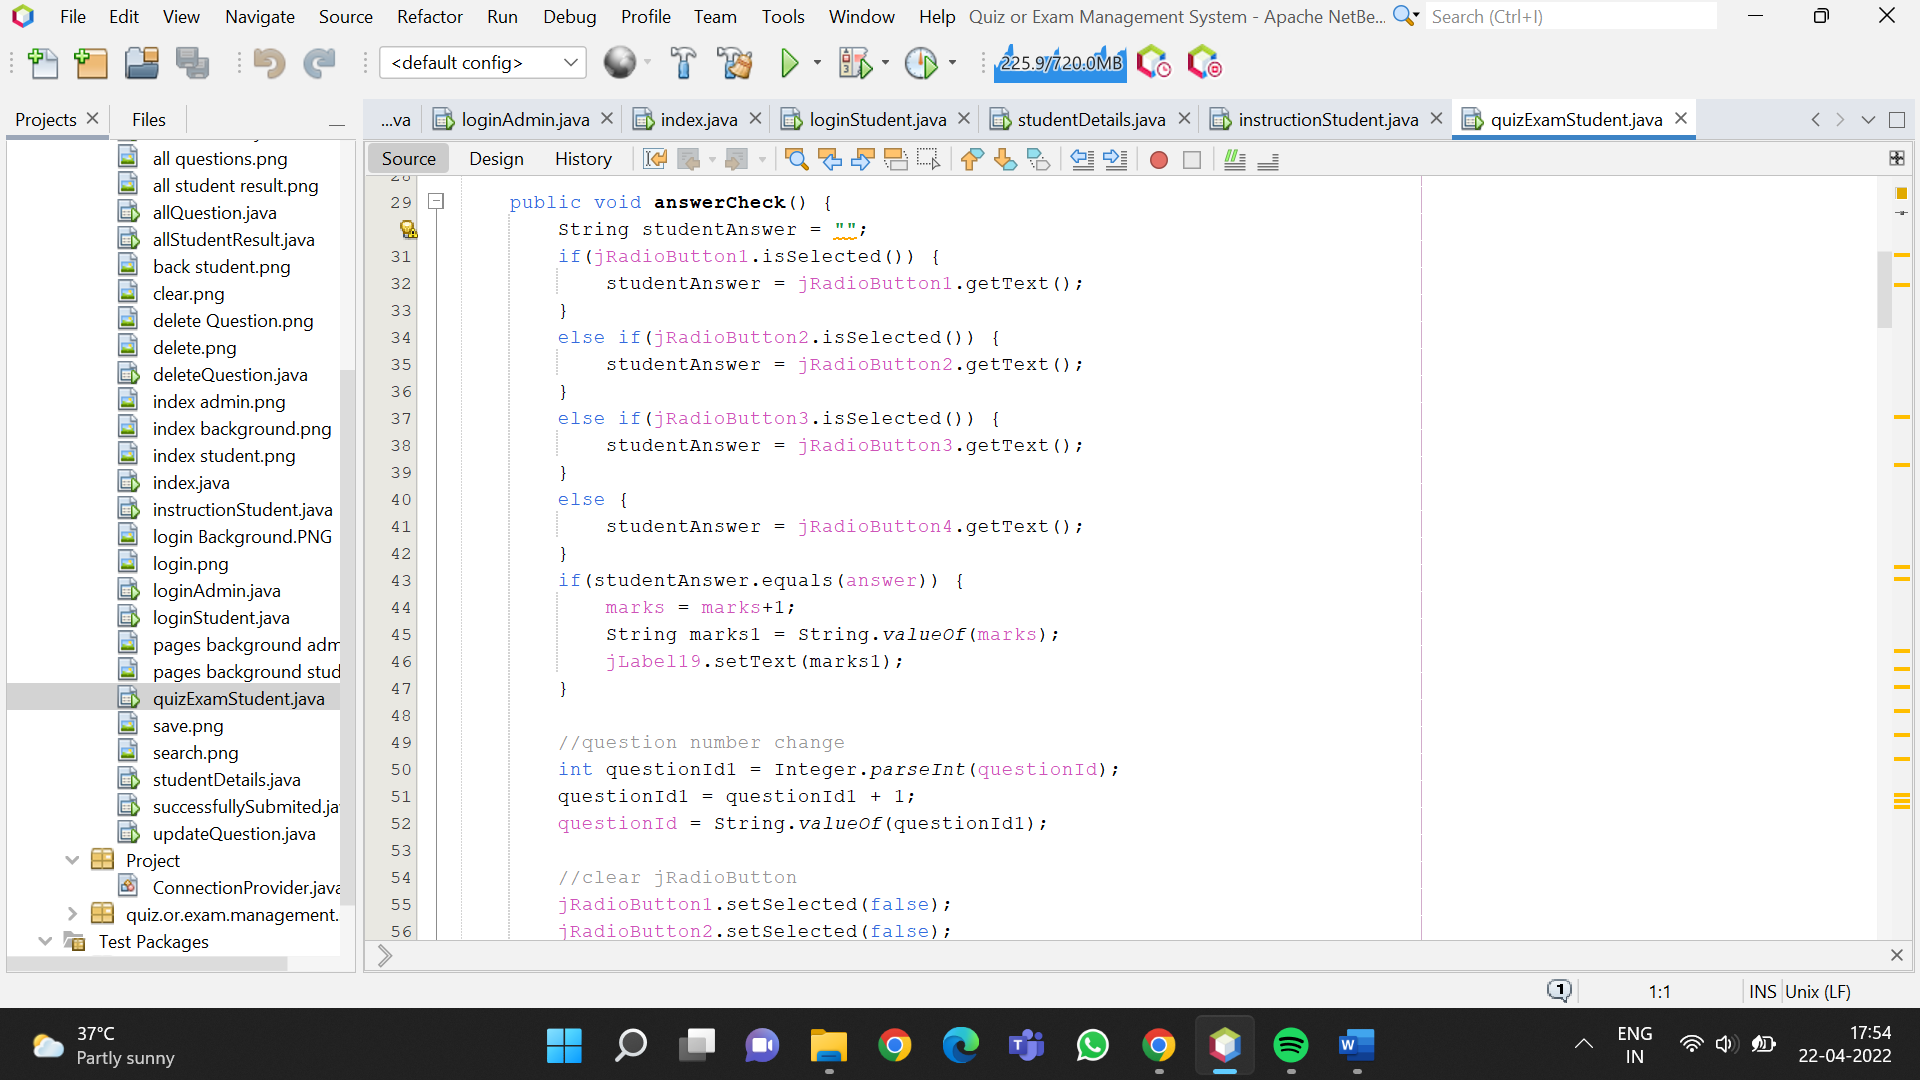 File Edit View Navigate Source Refactor Run Debug Profile Team Tools Window Help Quiz or Exam Management System - Apache NetBe... Search (Ctrl+I)
<default config> 225.9/720.0MB
Projects Files ...va loginAdmin.java index.java loginStudent.java studentDetails.java instructionStudent.java quizExamStudent.java
Source Design History
all questions.png
all student result.png
allQuestion.java
allStudentResult.java
back student.png
clear.png
delete Question.png
delete.png
deleteQuestion.java
index admin.png
index background.png
index student.png
index.java
instructionStudent.java
login Background.PNG
login.png
loginAdmin.java
loginStudent.java
pages background adm
pages background stud
quizExamStudent.java
save.png
search.png
studentDetails.java
successfullySubmited.ja
updateQuestion.java
Project
ConnectionProvider.java
quiz.or.exam.management.
Test Packages
28
29 public void answerCheck() {
String studentAnswer = "";
31 if(jRadioButton1.isSelected()) {
32 studentAnswer = jRadioButton1.getText();
33 }
34 else if(jRadioButton2.isSelected()) {
35 studentAnswer = jRadioButton2.getText();
36 }
37 else if(jRadioButton3.isSelected()) {
38 studentAnswer = jRadioButton3.getText();
39 }
40 else {
41 studentAnswer = jRadioButton4.getText();
42 }
43 if(studentAnswer.equals(answer)) {
44 marks = marks+1;
45 String marks1 = String.valueOf(marks);
46 jLabel19.setText(marks1);
47 }
48
49 //question number change
50 int questionId1 = Integer.parseInt(questionId);
51 questionId1 = questionId1 + 1;
52 questionId = String.valueOf(questionId1);
53
54 //clear jRadioButton
55 jRadioButton1.setSelected(false);
56 jRadioButton2.setSelected(false);
1 1:1 INS Unix (LF)
37°C
Partly sunny
ENG
IN
17:54
22-04-2022